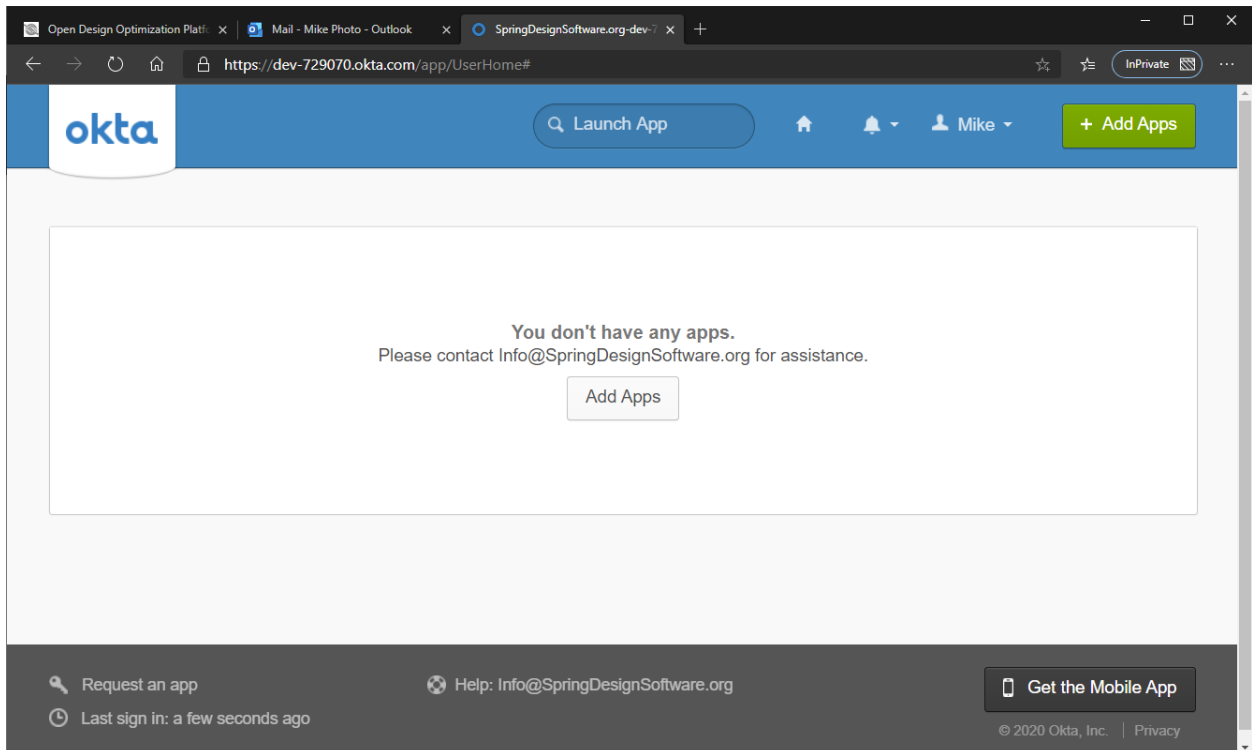 Open Design Optimization Platfo
Mail - Mike Photo - Outlook
SpringDesignSoftware.org-dev-7
https://dev-729070.okta.com/app/UserHome#
InPrivate
okta
Launch App
Mike
+ Add Apps
You don't have any apps.
Please contact Info@SpringDesignSoftware.org for assistance.
Add Apps
Request an app
Help: Info@SpringDesignSoftware.org
Get the Mobile App
Last sign in: a few seconds ago
© 2020 Okta, Inc. | Privacy